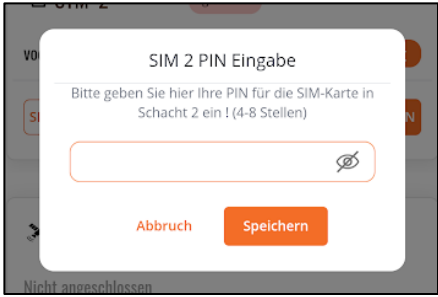 SIM 2 PIN Eingabe
Bitte geben Sie hier Ihre PIN für die SIM-Karte in
Schacht 2 ein ! (4-8 Stellen)
Abbruch
Speichern
Nicht angeschlossen